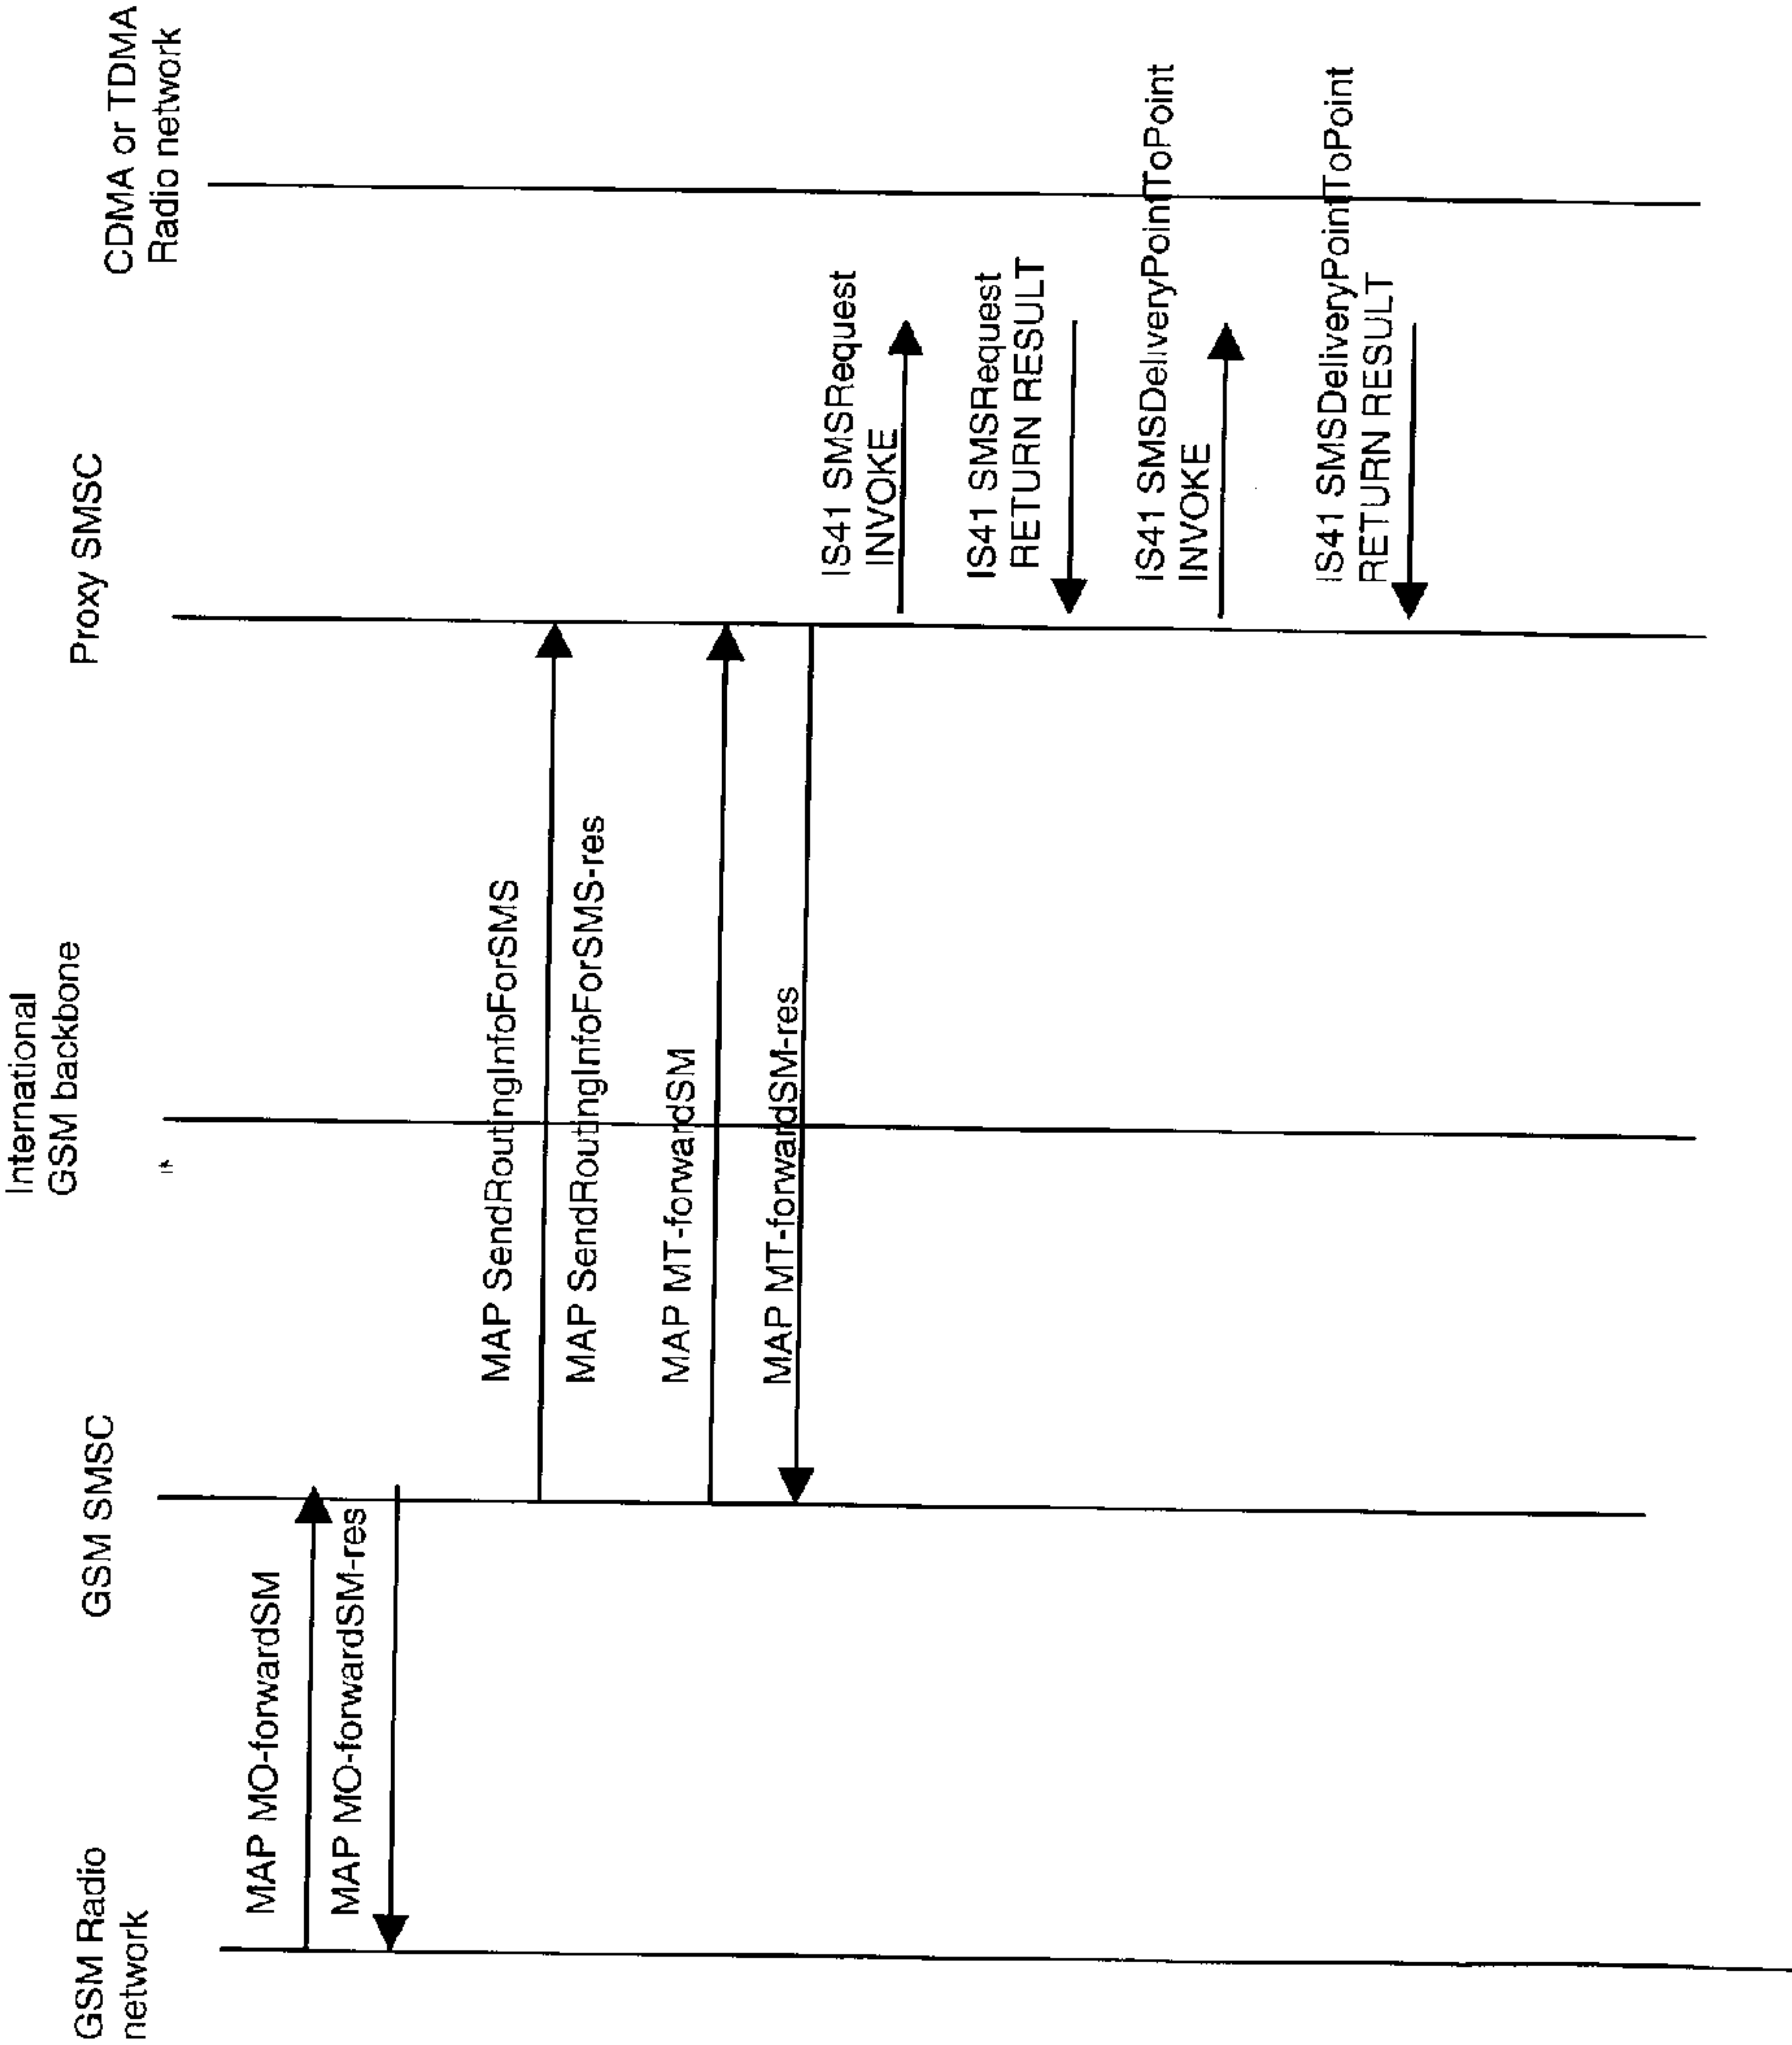 GSM Radio
network
GSM SMSC
International
GSM backbone
Proxy SMSC
CDMA or TDMA
Radio network
MAP MO-forwardSM
MAP MO-forwardSM-res
MAP SendRoutingInfoForSMS
MAP SendRoutingInfoForSMS-res
MAP MT-forwardSM
MAP MT-forwardSM-res
IS41 SMSRequest
INVOKE
IS41 SMSRequest
RETURN RESULT
IS41 SMSDeliveryPointToPoint
INVOKE
IS41 SMSDeliveryPointToPoint
RETURN RESULT